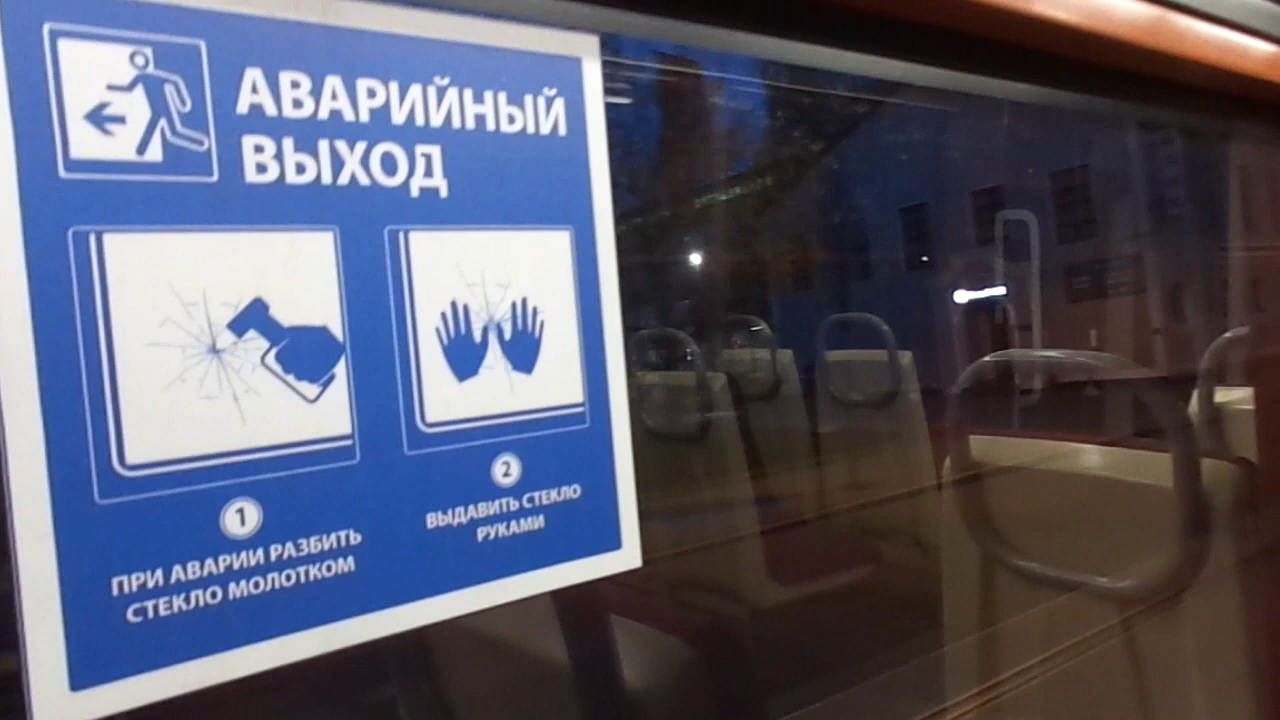 АВАРИЙНЫЙ
ВЫХОД
1
ПРИ АВАРИИ РАЗБИТЬ
СТЕКЛО МОЛОТКОМ
2
ВЫДАВИТЬ СТЕКЛО
РУКАМИ